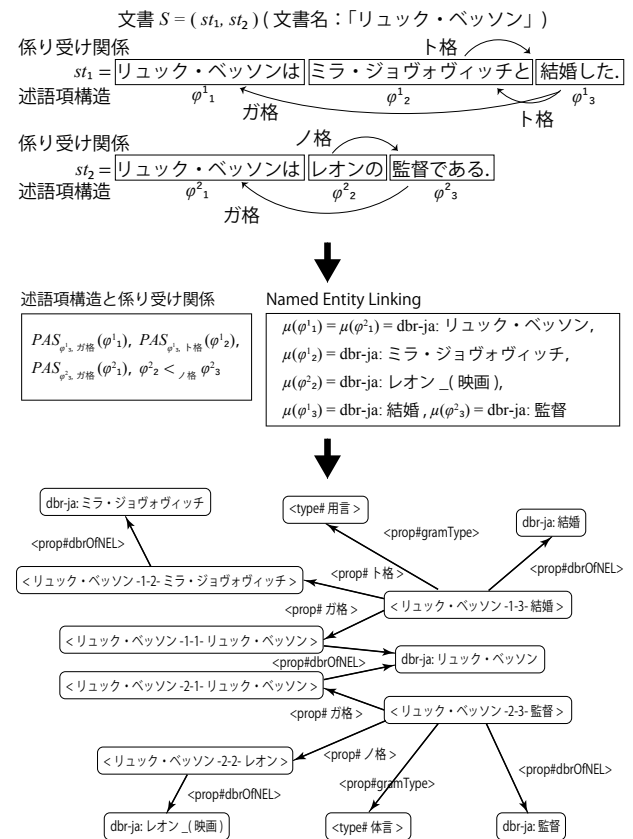 文書 S = ( st₁, st₂ ) ( 文書名：「リュック・ベッソン」)
係り受け関係
ト格
st₁ = リュック・ベッソンは ミラ・ジョヴォヴィッチと 結婚した.
述語項構造 φ¹₁ φ¹₂ φ¹₃
ガ格 ト格
係り受け関係
ノ格
st₂ = リュック・ベッソンは レオンの 監督である.
述語項構造 φ²₁ φ²₂ φ²₃
ガ格
述語項構造と係り受け関係
PAS_φ¹₃, ガ格(φ¹₁), PAS_φ¹₃, ト格(φ¹₂),
PAS_φ²₃, ガ格(φ²₁), φ²₂ <ノ格 φ²₃
Named Entity Linking
μ(φ¹₁) = μ(φ²₁) = dbr-ja: リュック・ベッソン,
μ(φ¹₂) = dbr-ja: ミラ・ジョヴォヴィッチ,
μ(φ²₂) = dbr-ja: レオン _( 映画 ),
μ(φ¹₃) = dbr-ja: 結婚 , μ(φ²₃) = dbr-ja: 監督
dbr-ja: ミラ・ジョヴォヴィッチ
<type# 用言 >
dbr-ja: 結婚
<prop#gramType>
<prop#dbrOfNEL>
<prop#dbrOfNEL>
< リュック・ベッソン -1-2- ミラ・ジョヴォヴィッチ >
<prop# ト格 >
<prop# ガ格 >
< リュック・ベッソン -1-3- 結婚 >
< リュック・ベッソン -1-1- リュック・ベッソン >
<prop#dbrOfNEL>
dbr-ja: リュック・ベッソン
< リュック・ベッソン -2-1- リュック・ベッソン >
<prop# ガ格 >
< リュック・ベッソン -2-3- 監督 >
< リュック・ベッソン -2-2- レオン >
<prop# ノ格 >
<prop#dbrOfNEL>
<prop#gramType>
<prop#dbrOfNEL>
dbr-ja: レオン _( 映画 )
<type# 体言 >
dbr-ja: 監督